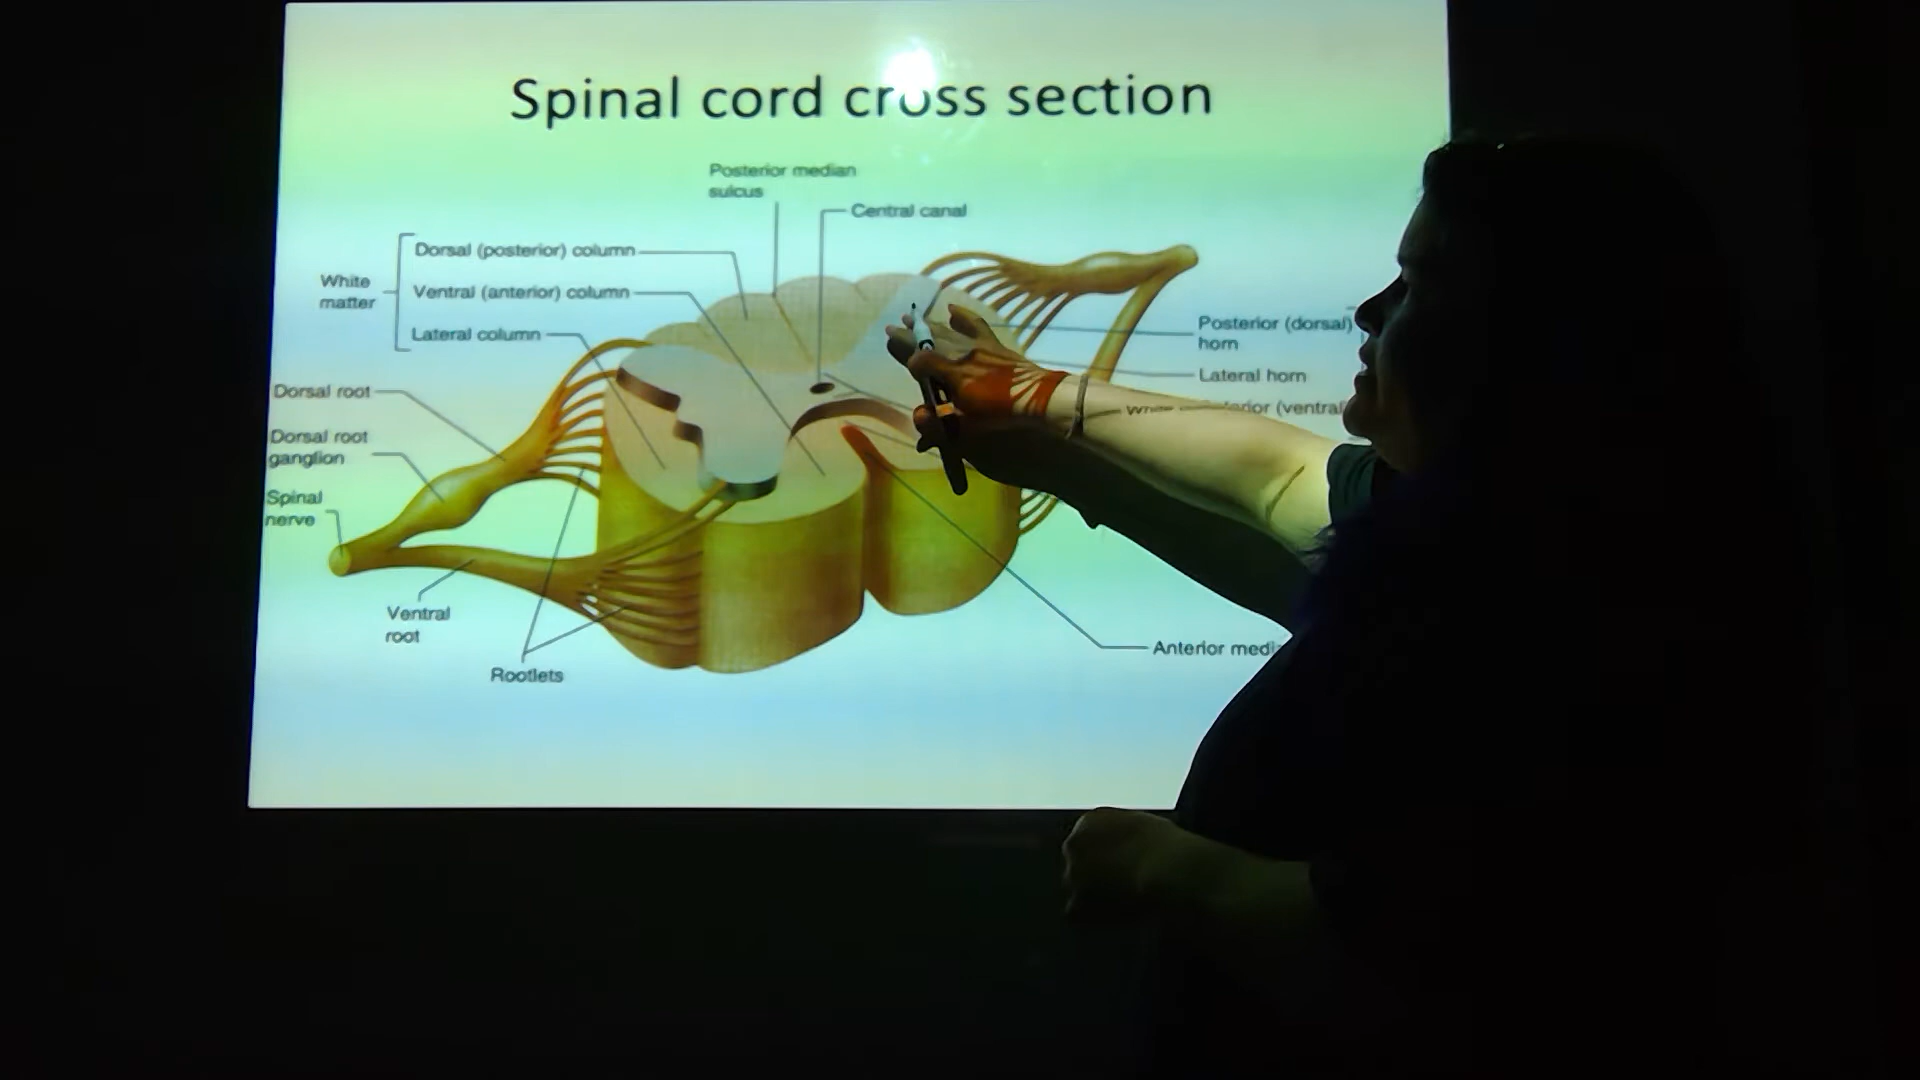 Spinal cord cross section
Posterior median
sulcus
Central canal
Dorsal (posterior) column
White
matter
Ventral (anterior) column
Lateral column
Posterior (dorsal)
horn
Lateral horn
(ventral
Dorsal root
Dorsal root
ganglion
Spinal
nerve
Ventral
root
Rootlets
Anterior